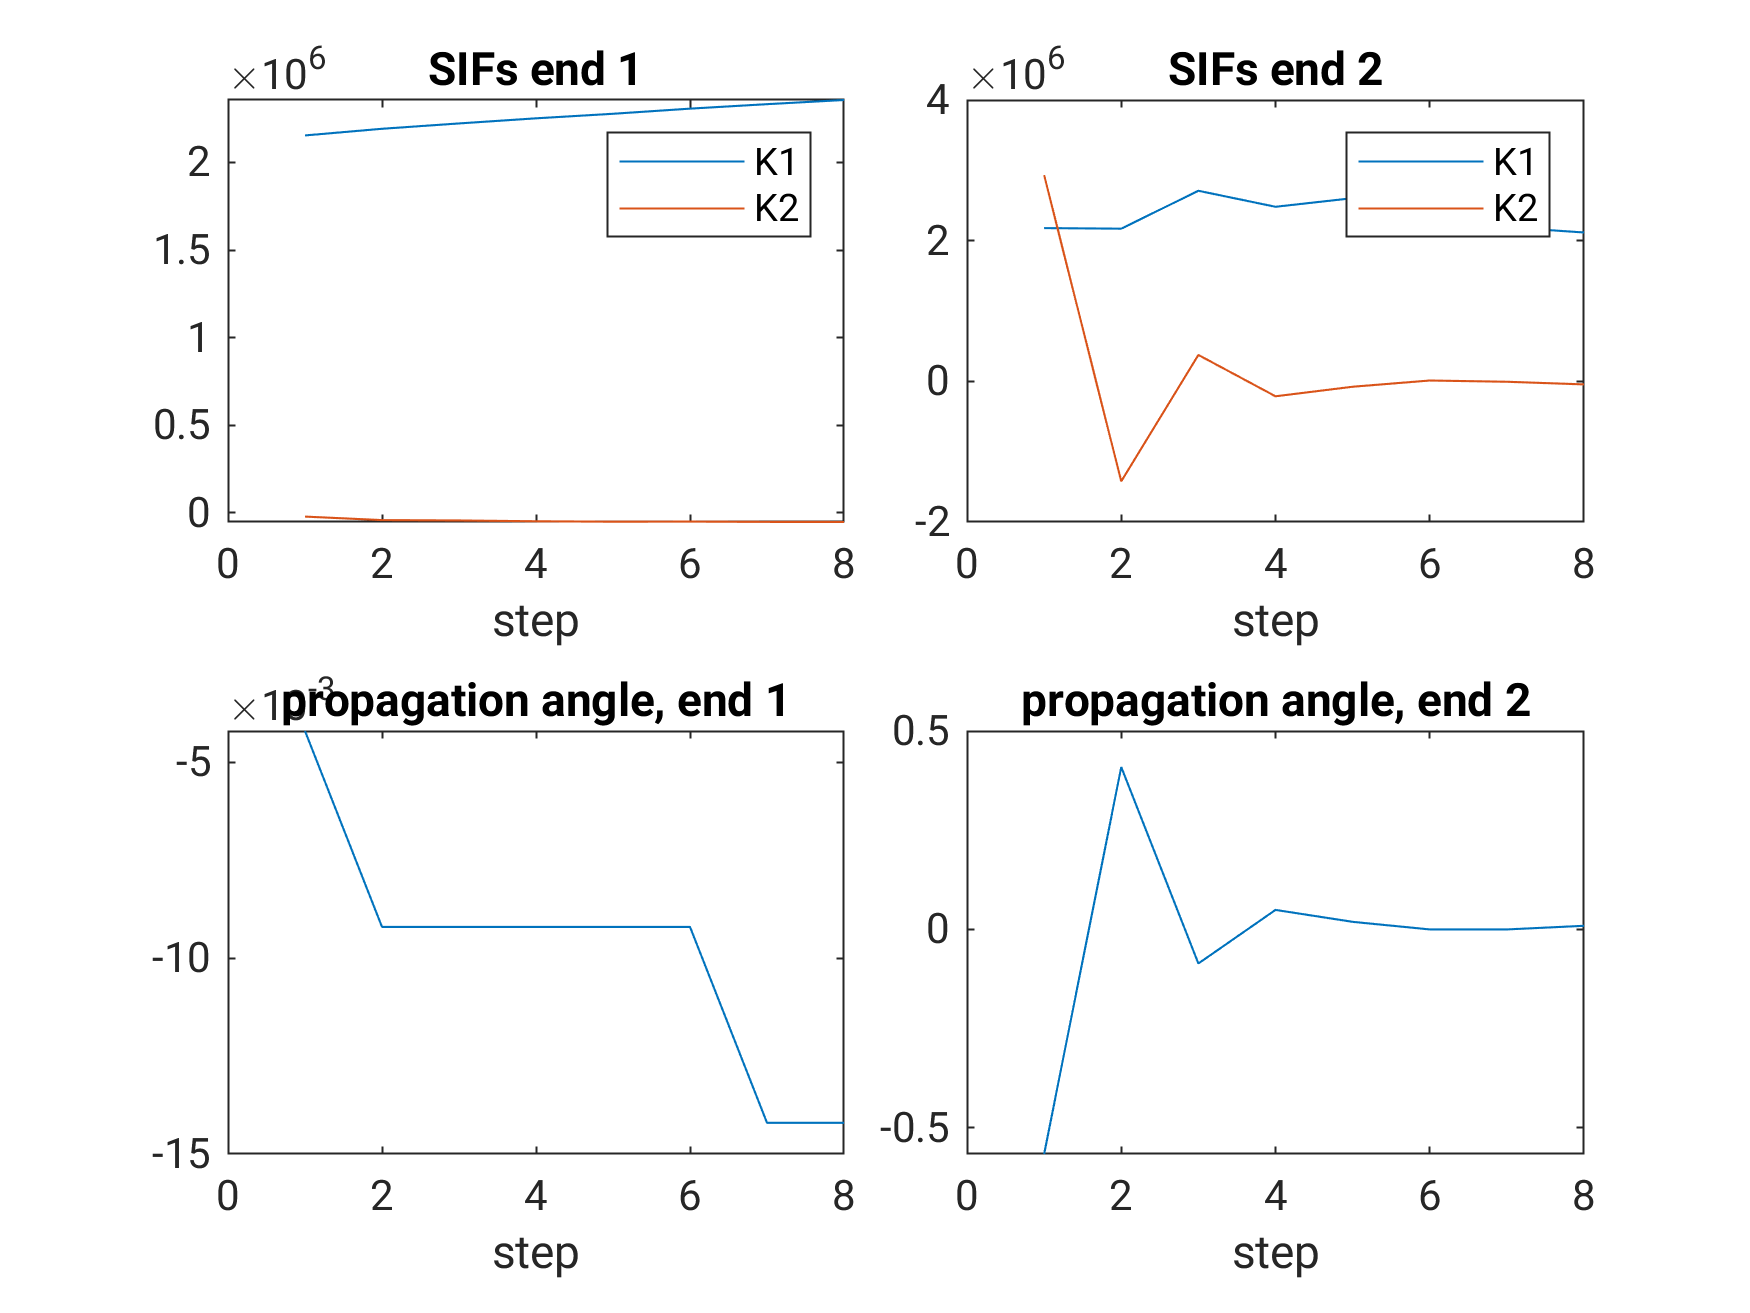 ×10^6
SIFs end 1
2
1.5
1
0.5
0
0 2 4 6 8
step
K1
K2
×10^6
SIFs end 2
4
2
0
-2
0 2 4 6 8
step
K1
K2
×10^-3
propagation angle, end 1
-5
-10
-15
0 2 4 6 8
step
propagation angle, end 2
0.5
0
-0.5
0 2 4 6 8
step